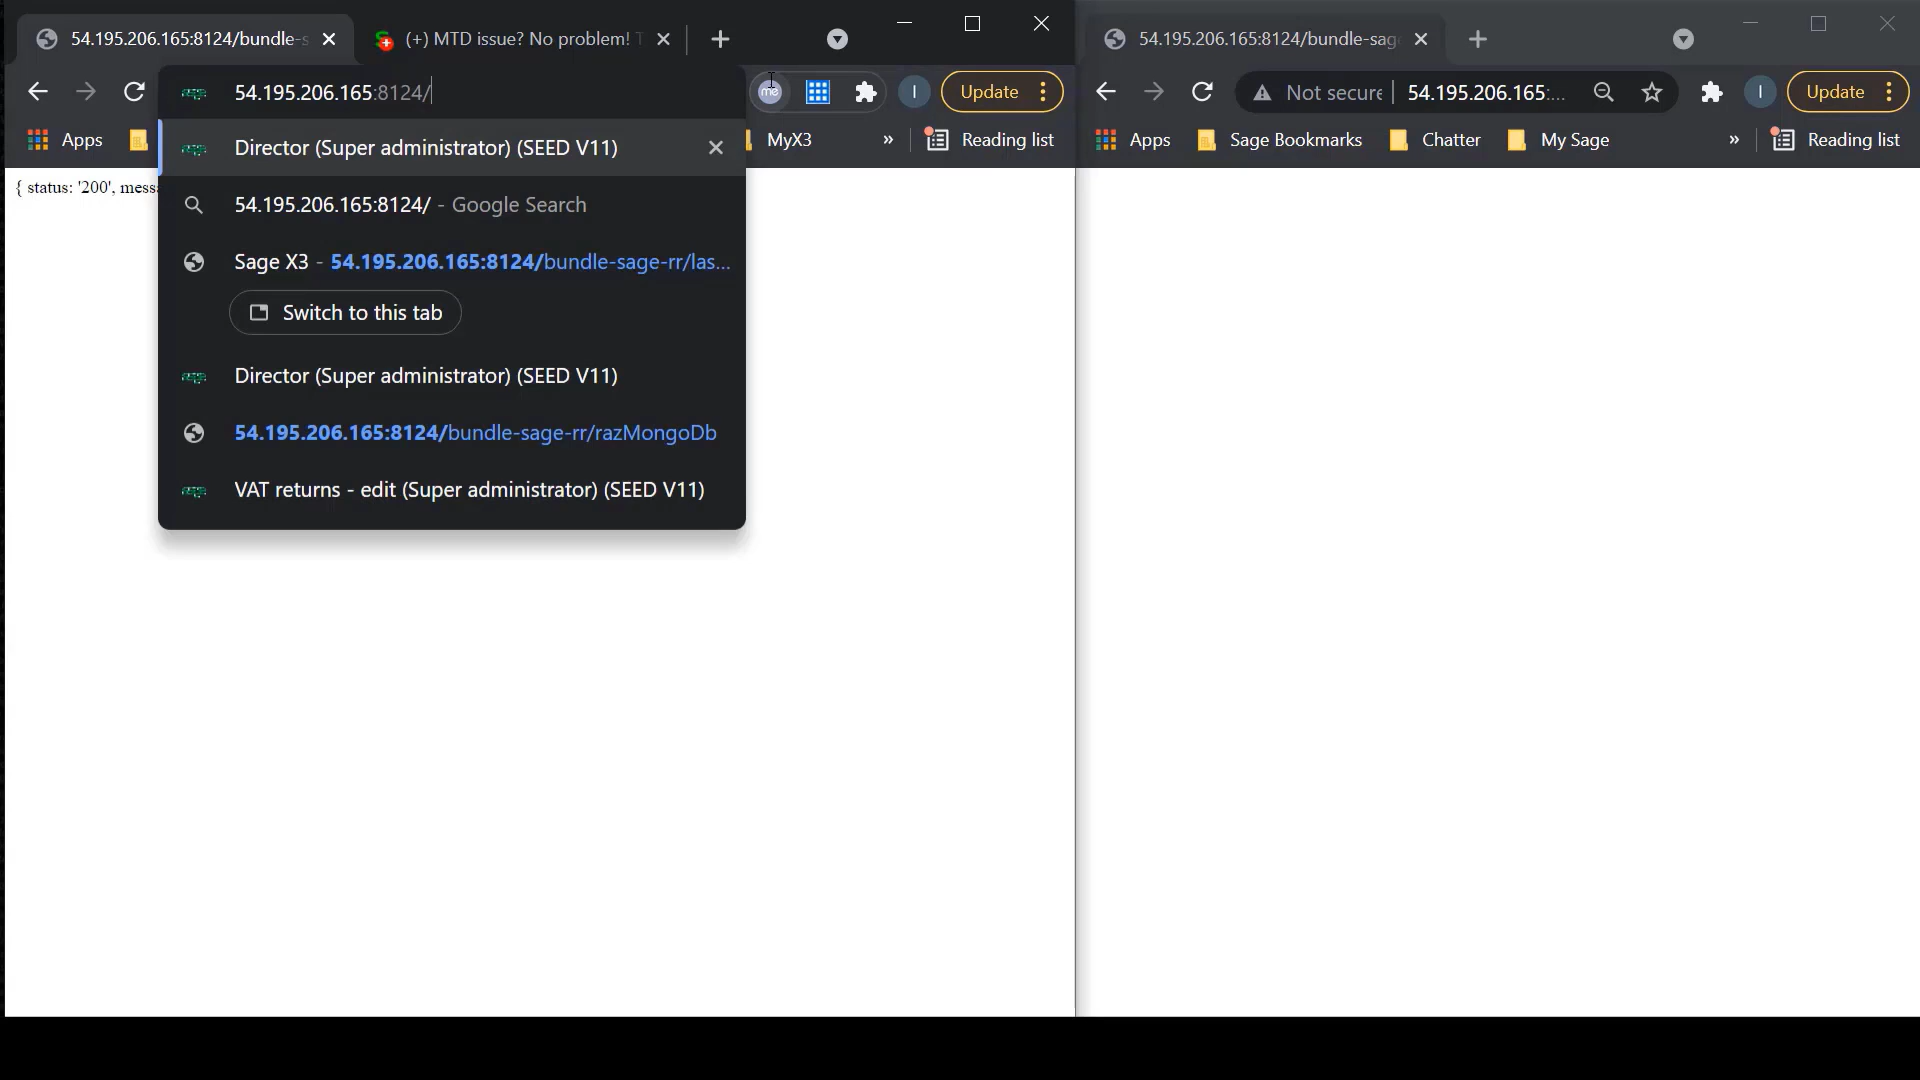 54.195.206.165:8124/bundle-s
(+) MTD issue? No problem! T
54.195.206.165:8124/
me
I
Update
Apps
MyX3
»
Reading list
{ status: '200', messa
Director (Super administrator) (SEED V11)
54.195.206.165:8124/ - Google Search
Sage X3 - 54.195.206.165:8124/bundle-sage-rr/las...
Switch to this tab
Director (Super administrator) (SEED V11)
54.195.206.165:8124/bundle-sage-rr/razMongoDb
VAT returns - edit (Super administrator) (SEED V11)
54.195.206.165:8124/bundle-sag
Not secure
54.195.206.165:...
I
Update
Apps
Sage Bookmarks
Chatter
My Sage
»
Reading list